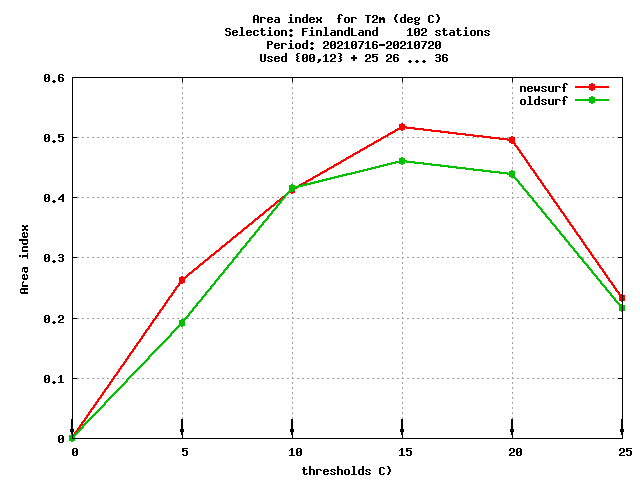 Area index  for T2m (deg C)
Selection: FinlandLand    102 stations
Period: 20210716-20210720
Used {00,12} + 25 26 ... 36
newsurf
oldsurf
Area index
0.6
0.5
0.4
0.3
0.2
0.1
0
0 5 10 15 20 25
thresholds C)